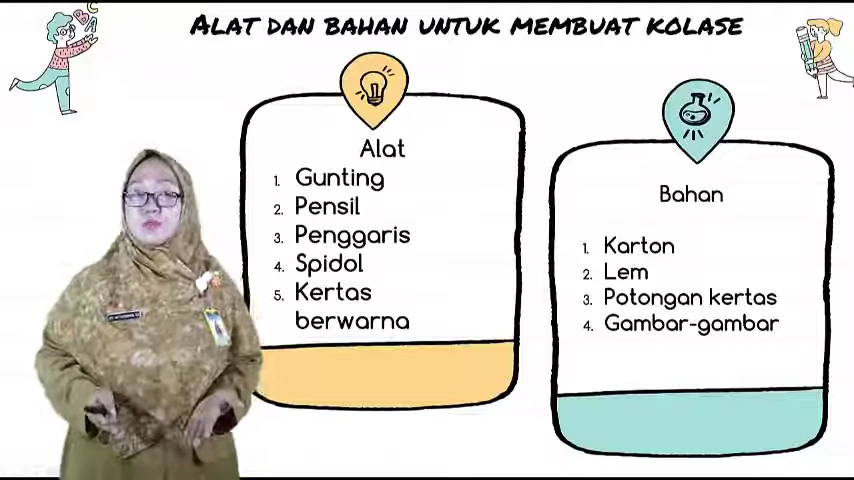 ALAT DAN BAHAN UNTUK MEMBUAT KOLASE
Alat
1. Gunting
2. Pensil
3. Penggaris
4. Spidol
5. Kertas
berwarna
Bahan
1. Karton
2. Lem
3. Potongan kertas
4. Gambar-gambar
C
B
A